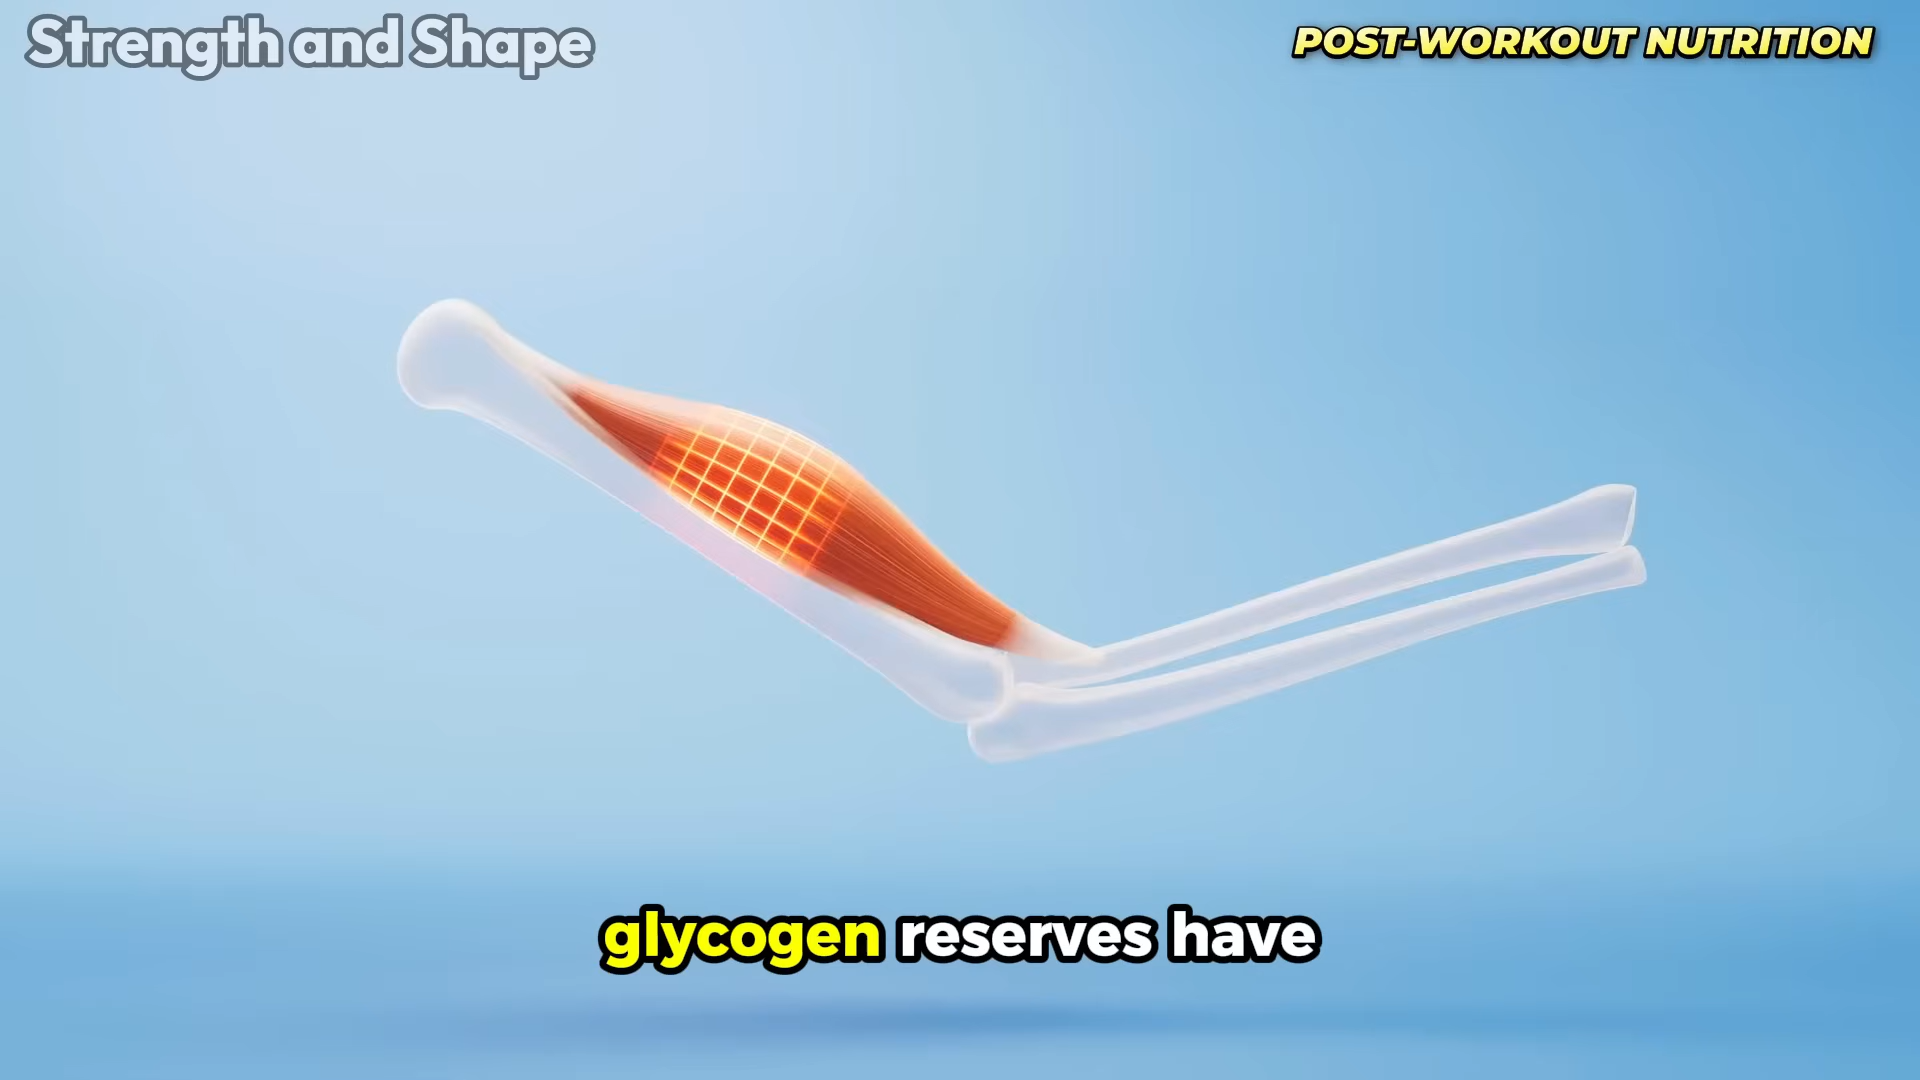 Strength and Shape
POST-WORKOUT NUTRITION
glycogen reserves have